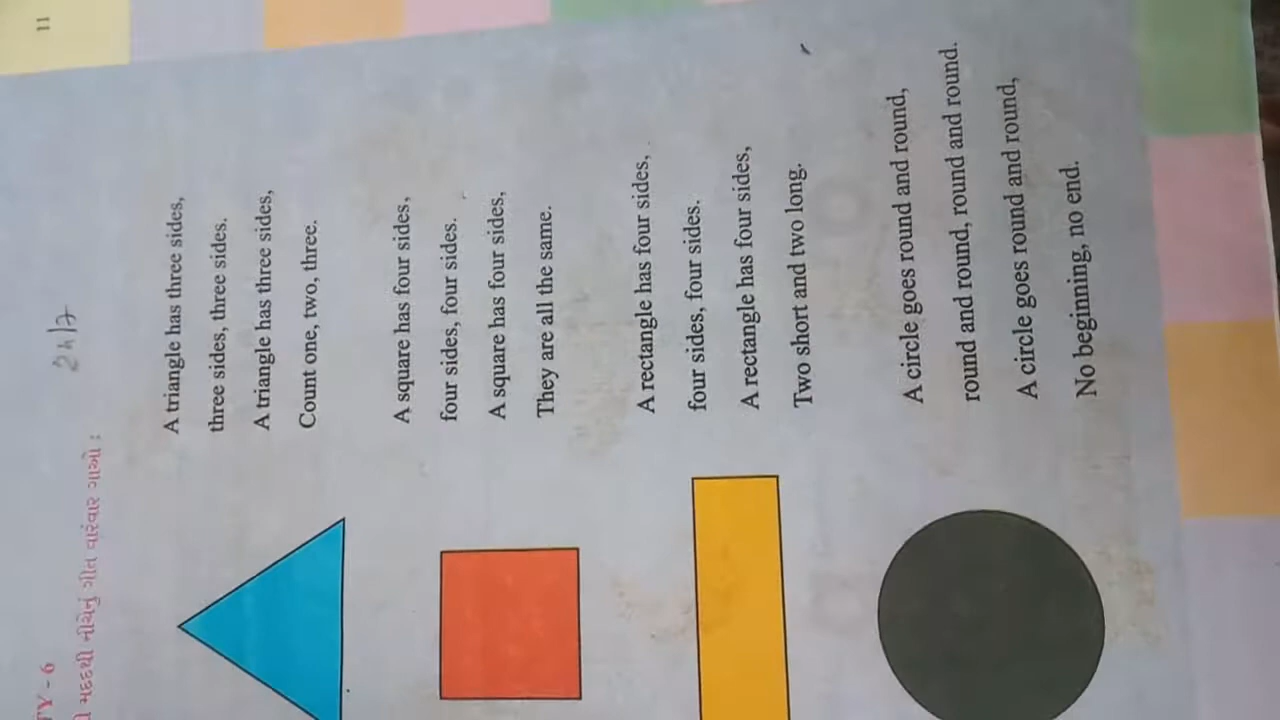 TY - 6
મદદથી નીચેનું ગીત વારંવાર ગાઓ :
A triangle has three sides,
three sides, three sides.
A triangle has three sides,
Count one, two, three.
A square has four sides,
four sides, four sides.
A square has four sides,
They are all the same.
A rectangle has four sides,
four sides, four sides.
A rectangle has four sides,
Two short and two long.
A circle goes round and round,
round and round, round and round.
A circle goes round and round,
No beginning, no end.
11